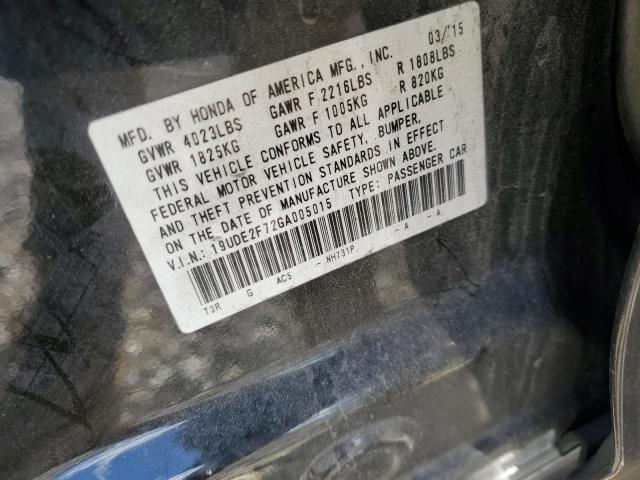 MFD. BY HONDA OF AMERICA MFG., INC. 03/'15
GVWR 4023LBS GAWR F 2216LBS R 1808LBS
GVWR 1825KG GAWR F 1005KG R 820KG
THIS VEHICLE CONFORMS TO ALL APPLICABLE
FEDERAL MOTOR VEHICLE SAFETY, BUMPER,
AND THEFT PREVENTION STANDARDS IN EFFECT
ON THE DATE OF MANUFACTURE SHOWN ABOVE.
V.I.N.: 19UDE2F72GA005015 TYPE: PASSENGER CAR
T3R G AC5 - NH731P - A - A